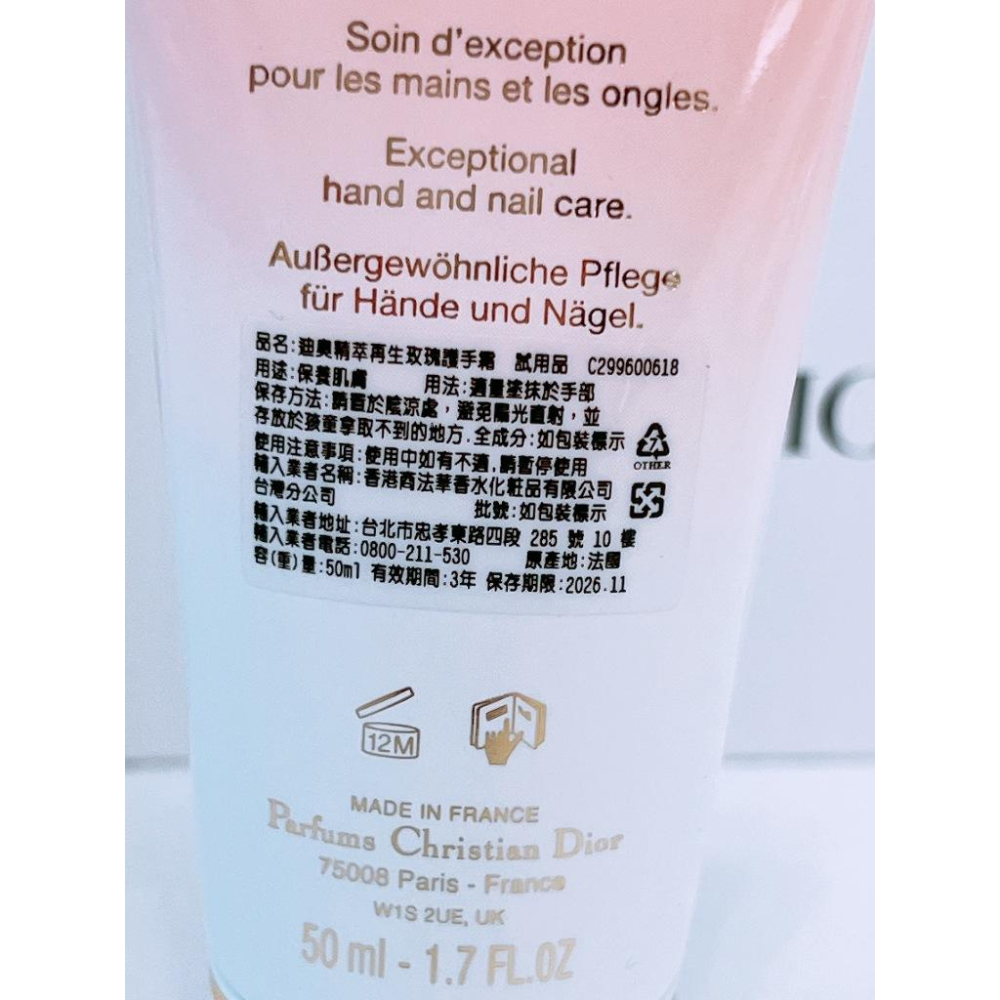 Soin d'exception
pour les mains et les ongles.
Exceptional
hand and nail care.
Außergewöhnliche Pflege
für Hände und Nägel.
品名:迪奧精萃再生玫瑰護手霜 試用品 C299600618
用途:保養肌膚 用法:適量塗抹於手部
保存方法:請置於陰涼處，避免陽光直射，並
存放於孩童拿取不到的地方.全成分:如包裝標示
使用注意事項:使用中如有不適,請暫停使用
輸入業者名稱:香港商法華香水化粧品有限公司
台灣分公司 批號:如包裝標示
輸入業者地址:台北市忠孝東路四段 285 號 10 樓
輸入業者電話:0800-211-530 原產地:法國
容(重)量:50ml 有效期間:3年 保存期限:2026.11
7
OTHER
12M
MADE IN FRANCE
Parfums Christian Dior
75008 Paris - France
W1S 2UE, UK
50 ml - 1.7 FL.OZ